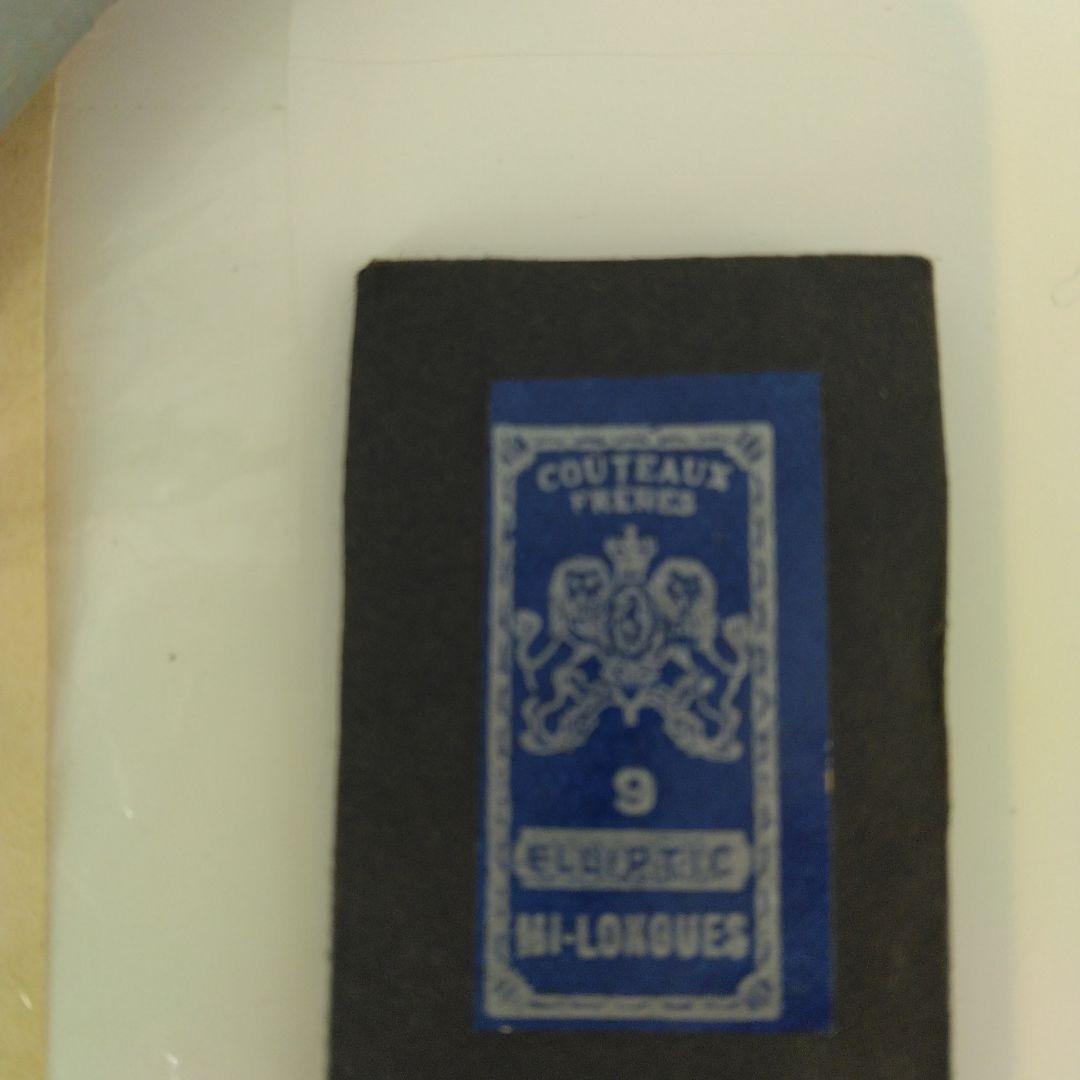 COUTEAUX
FRÈRES
9
ELLIPTIC
MI-LONGUES